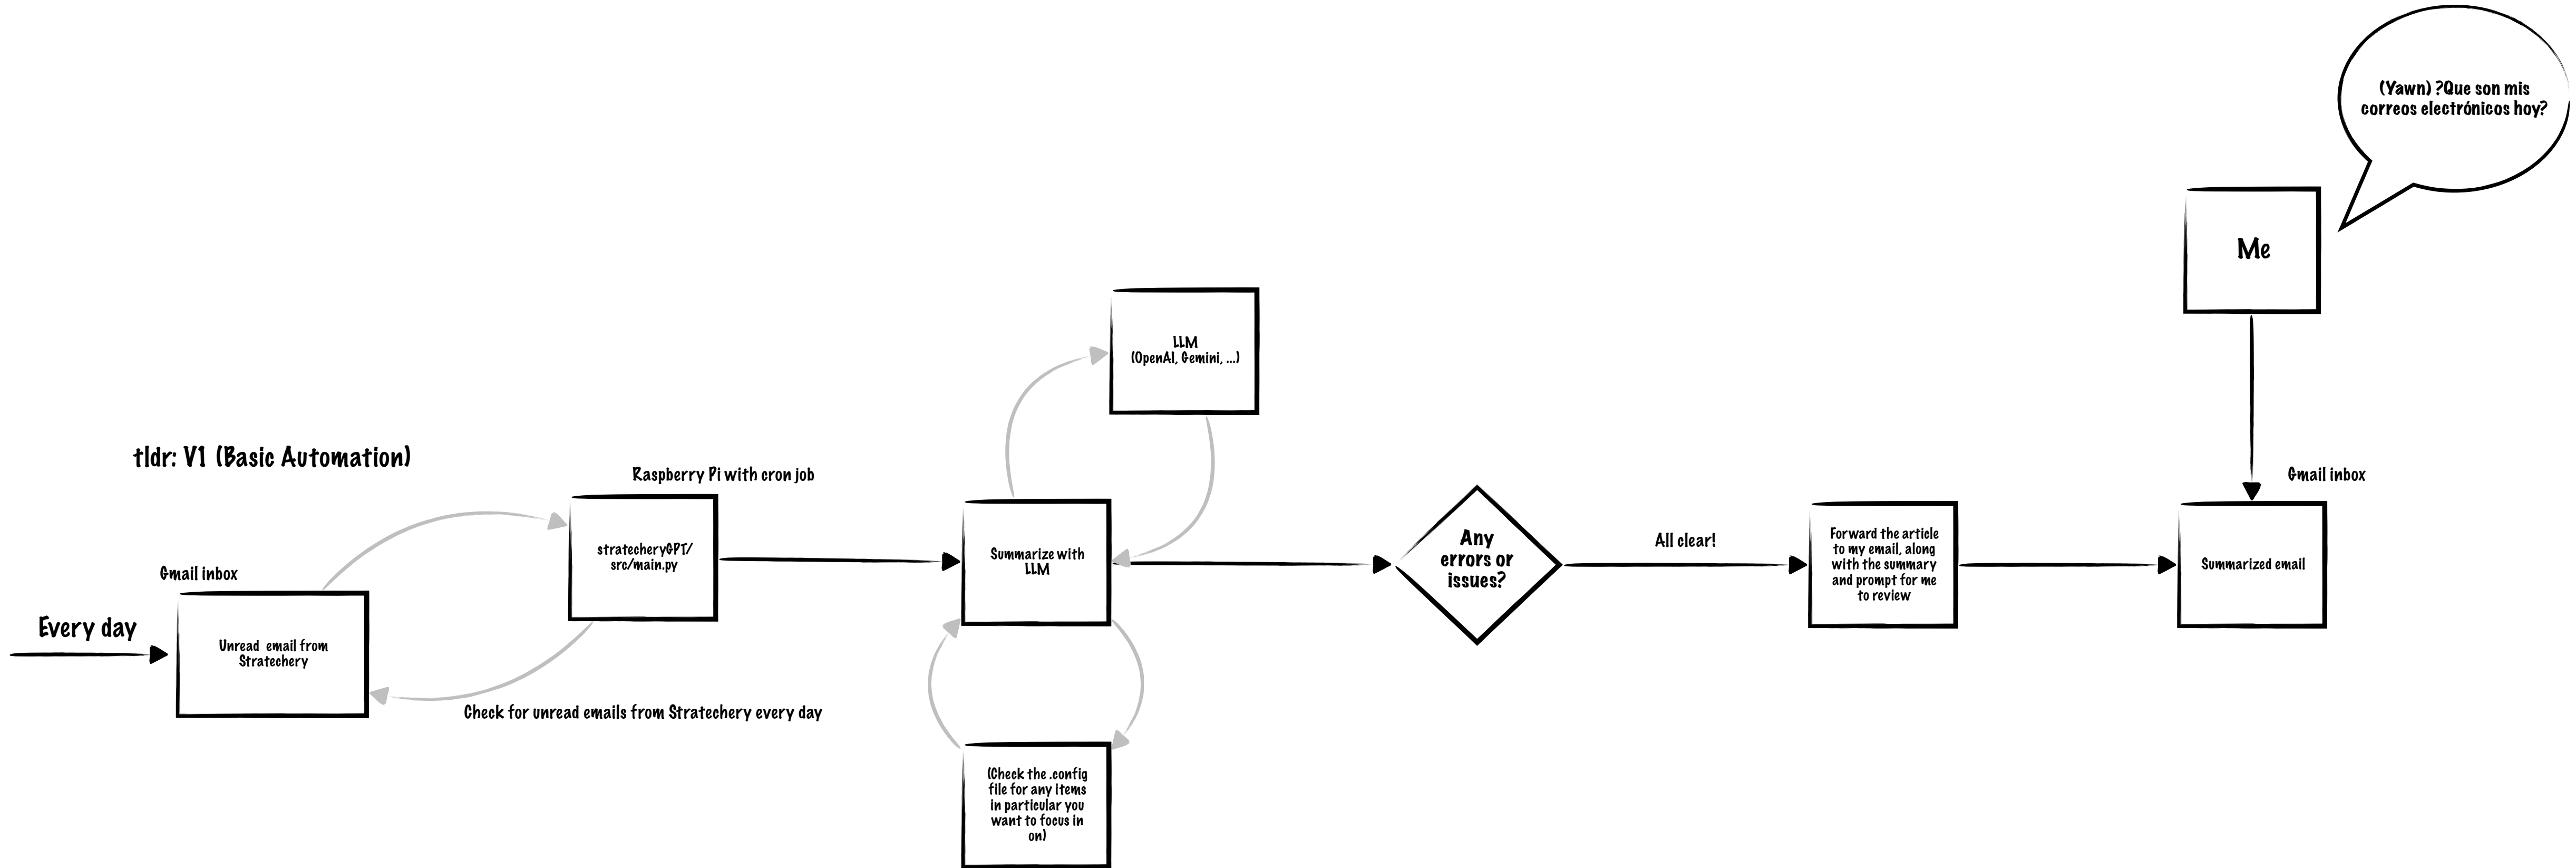 (Yawn) ?Que son mis
correos electrónicos hoy?
Me
LLM
(OpenAI, Gemini, ...)
tldr: V1 (Basic Automation)
Raspberry Pi with cron job
Gmail inbox
stratecheryGPT/
src/main.py
Summarize with
LLM
Any
errors or
issues?
All clear!
Forward the article
to my email, along
with the summary
and prompt for me
to review
Summarized email
Gmail inbox
Every day
Unread email from
Stratechery
Check for unread emails from Stratechery every day
(Check the .config
file for any items
in particular you
want to focus in
on)